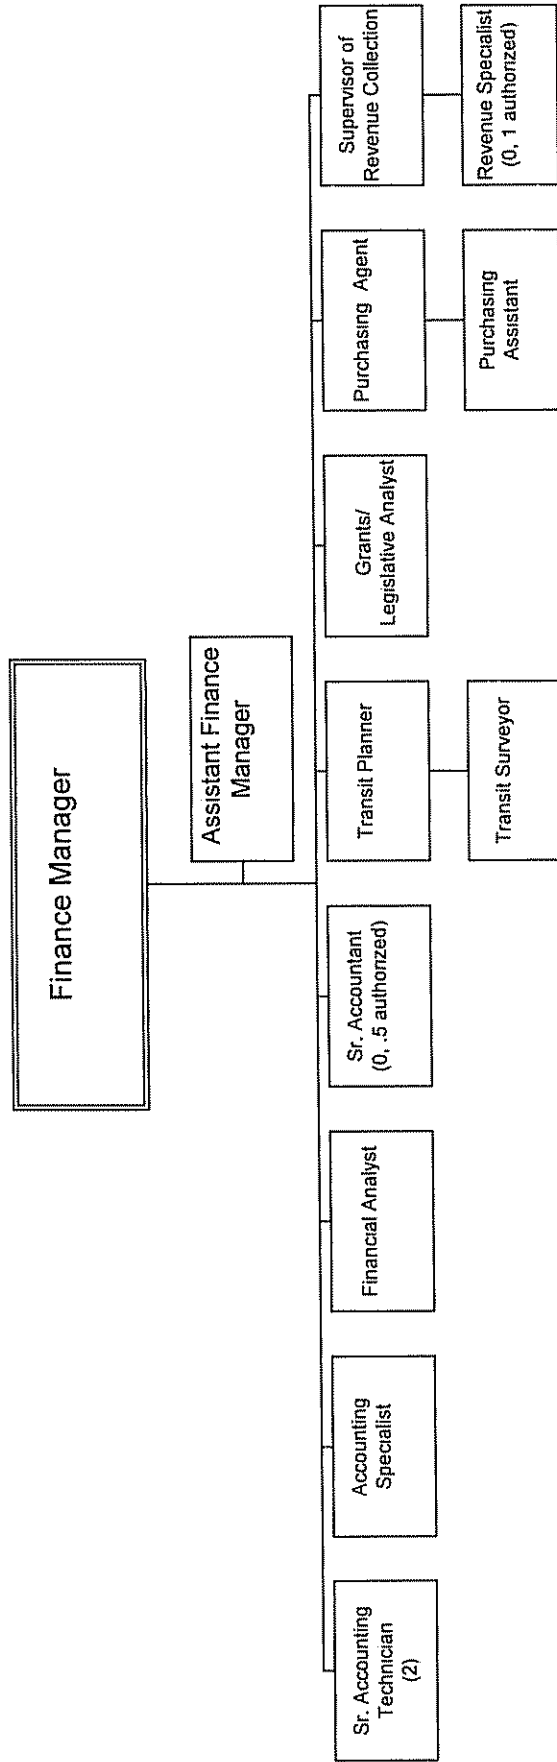 Finance Manager
Assistant Finance
Manager
Sr. Accounting
Technician
(2)
Accounting
Specialist
Financial Analyst
Sr. Accountant
(0, .5 authorized)
Transit Planner
Grants/
Legislative Analyst
Purchasing Agent
Supervisor of
Revenue Collection
Transit Surveyor
Purchasing
Assistant
Revenue Specialist
(0, 1 authorized)